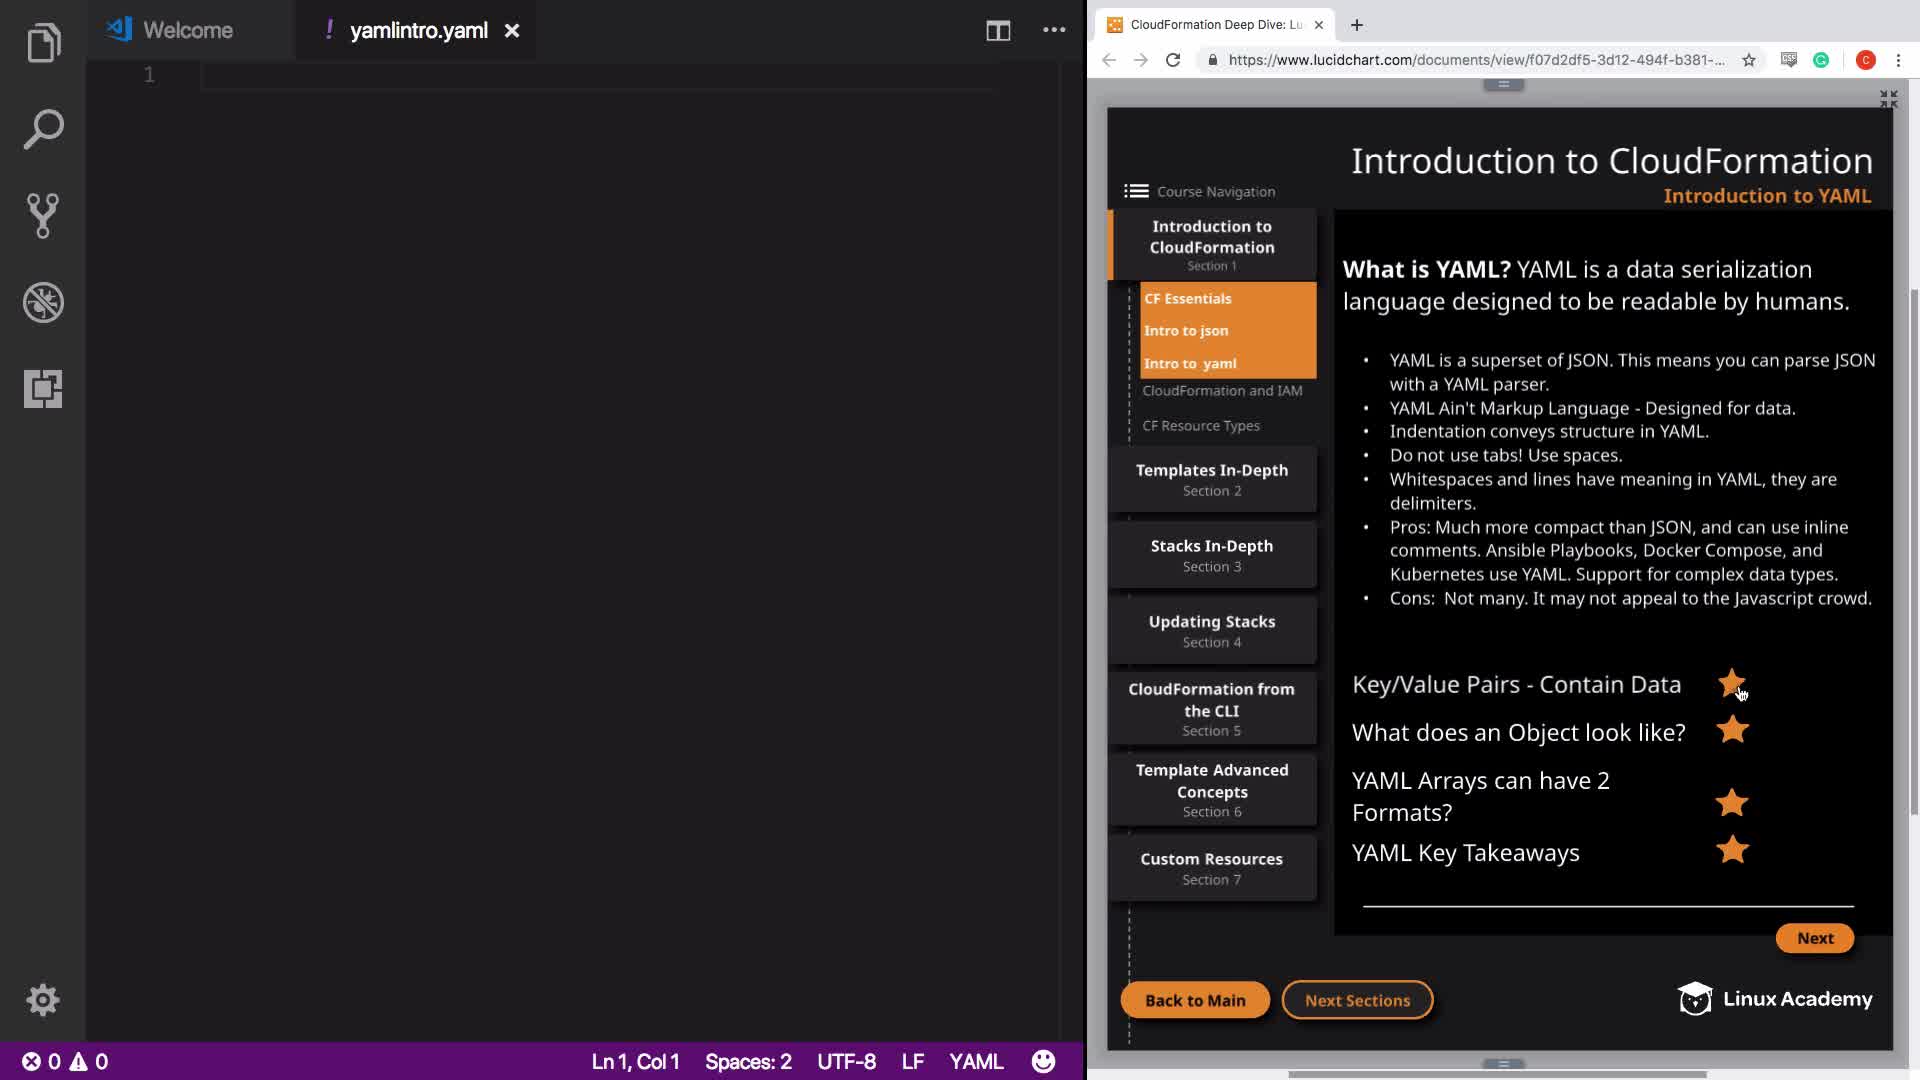 Welcome
! yamlintro.yaml
1
0 0
Ln 1, Col 1 Spaces: 2 UTF-8 LF YAML
CloudFormation Deep Dive: Lu
https://www.lucidchart.com/documents/view/f07d2df5-3d12-494f-b381-...
C
Introduction to CloudFormation
Introduction to YAML
Course Navigation
Introduction to
CloudFormation
Section 1
CF Essentials
Intro to json
Intro to yaml
CloudFormation and IAM
CF Resource Types
Templates In-Depth
Section 2
Stacks In-Depth
Section 3
Updating Stacks
Section 4
CloudFormation from
the CLI
Section 5
Template Advanced
Concepts
Section 6
Custom Resources
Section 7
What is YAML? YAML is a data serialization
language designed to be readable by humans.
• YAML is a superset of JSON. This means you can parse JSON
with a YAML parser.
• YAML Ain't Markup Language - Designed for data.
• Indentation conveys structure in YAML.
• Do not use tabs! Use spaces.
• Whitespaces and lines have meaning in YAML, they are
delimiters.
• Pros: Much more compact than JSON, and can use inline
comments. Ansible Playbooks, Docker Compose, and
Kubernetes use YAML. Support for complex data types.
• Cons: Not many. It may not appeal to the Javascript crowd.
Key/Value Pairs - Contain Data
What does an Object look like?
YAML Arrays can have 2
Formats?
YAML Key Takeaways
Next
Back to Main
Next Sections
Linux Academy